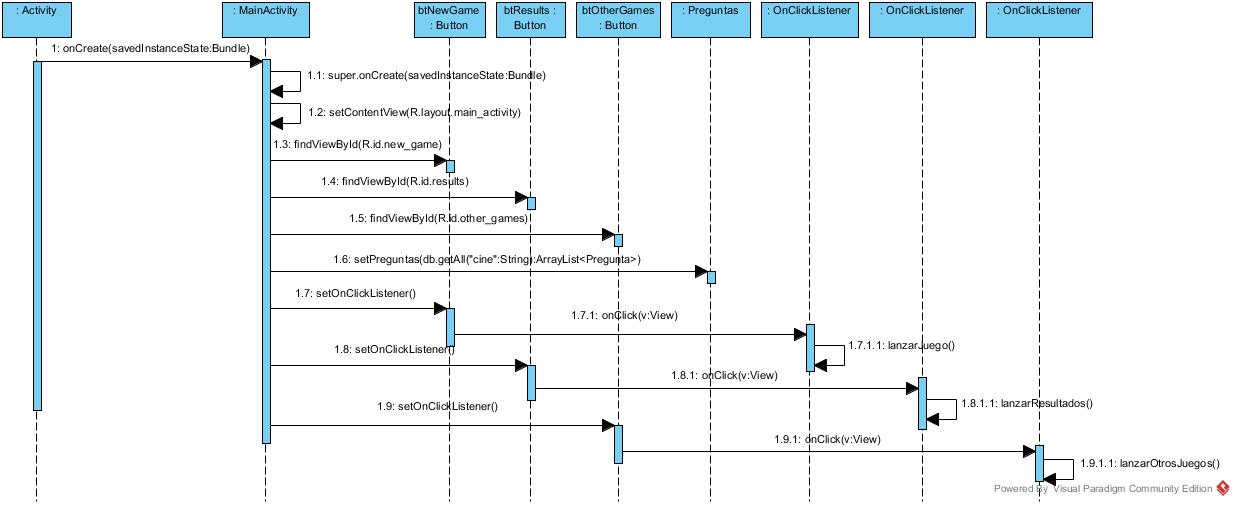 : Activity
: MainActivity
btNewGame
: Button
btResults :
Button
btOtherGames
: Button
: Preguntas
: OnClickListener
: OnClickListener
: OnClickListener
1: onCreate(savedInstanceState:Bundle)
1.1: super.onCreate(savedInstanceState:Bundle)
1.2: setContentView(R.layout.main_activity)
1.3: findViewById(R.id.new_game)
1.4: findViewById(R.id.results)
1.5: findViewById(R.id.other_games)
1.6: setPreguntas(db.getAll("cine":String):ArrayList<Pregunta>)
1.7: setOnClickListener()
1.7.1: onClick(v:View)
1.7.1.1: lanzarJuego()
1.8: setOnClickListener()
1.8.1: onClick(v:View)
1.8.1.1: lanzarResultados()
1.9: setOnClickListener()
1.9.1: onClick(v:View)
1.9.1.1: lanzarOtrosJuegos()
Powered By Visual Paradigm Community Edition